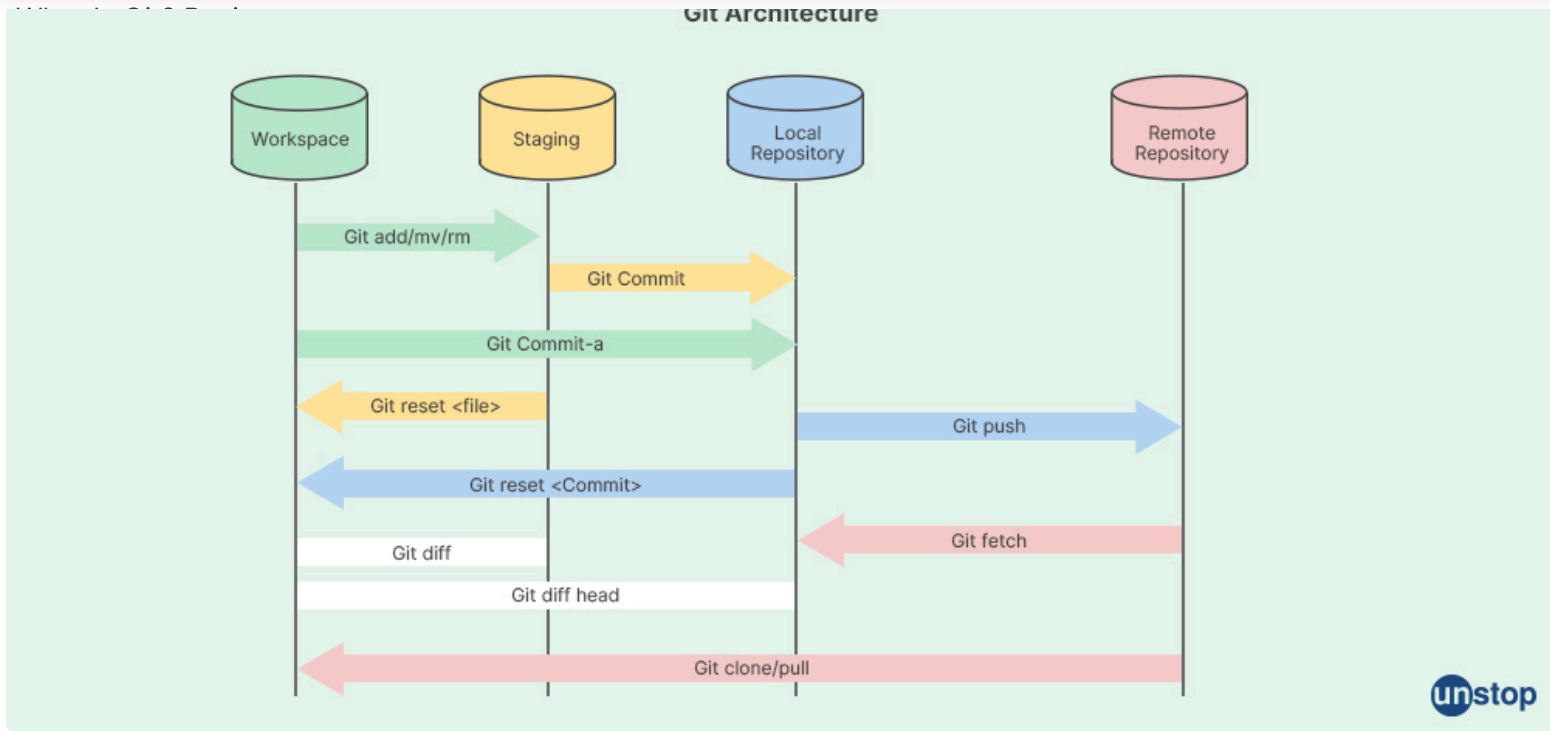 Git Architecture
Workspace
Staging
Local
Repository
Remote
Repository
Git add/mv/rm
Git Commit
Git Commit-a
Git reset <file>
Git push
Git reset <Commit>
Git fetch
Git diff
Git diff head
Git clone/pull
unstop